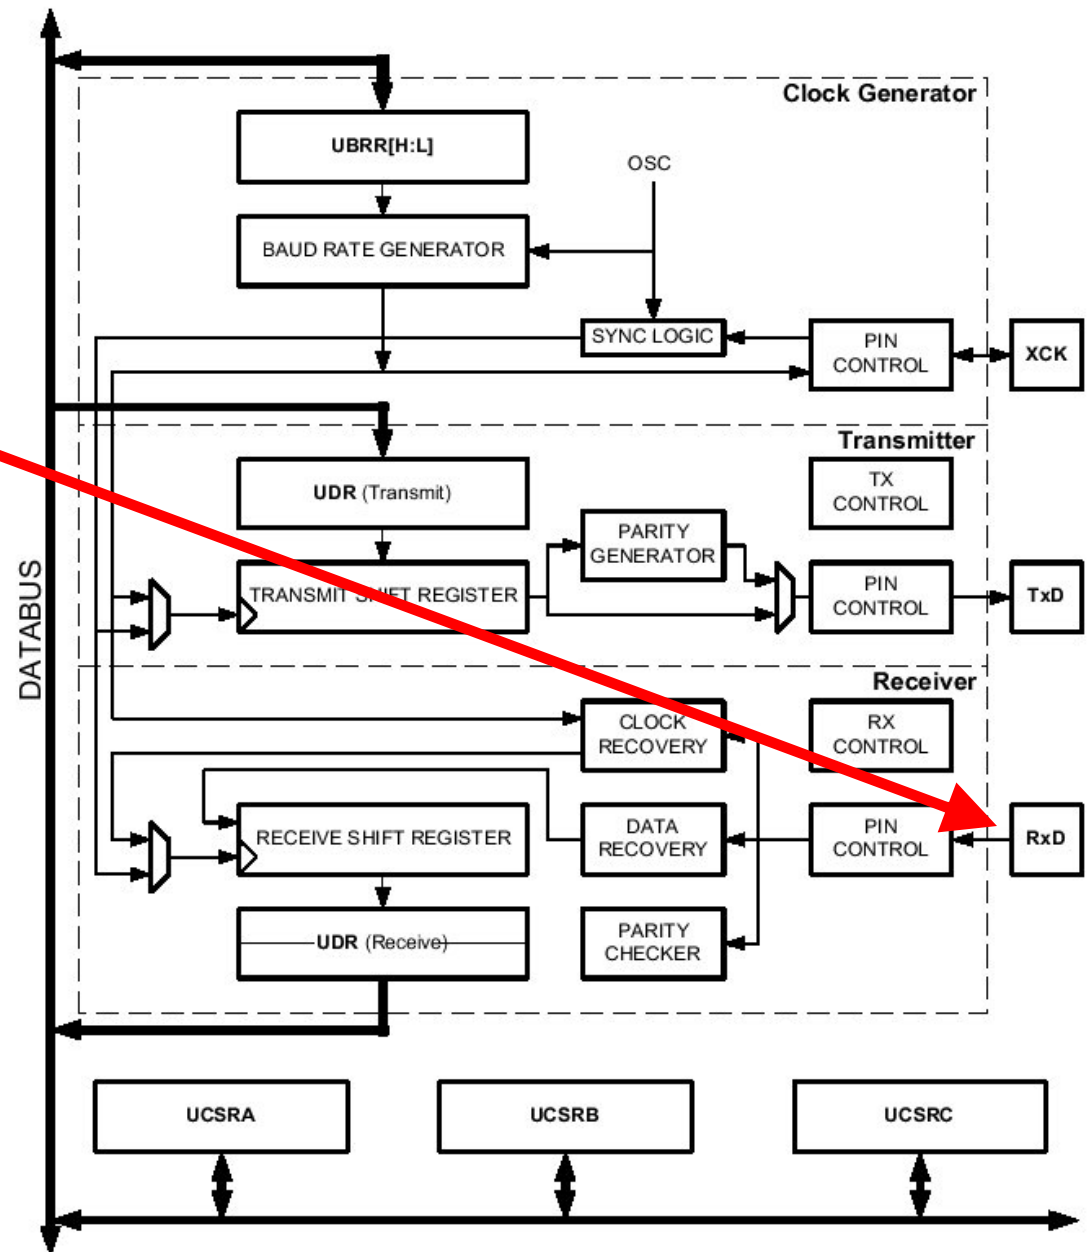 Clock Generator
UBRR[H:L]
OSC
BAUD RATE GENERATOR
SYNC LOGIC
PIN
CONTROL
XCK
Transmitter
UDR (Transmit)
TX
CONTROL
PARITY
GENERATOR
TRANSMIT SHIFT REGISTER
PIN
CONTROL
TxD
DATABUS
Receiver
CLOCK
RECOVERY
RX
CONTROL
RECEIVE SHIFT REGISTER
DATA
RECOVERY
PIN
CONTROL
RxD
UDR (Receive)
PARITY
CHECKER
UCSRA
UCSRB
UCSRC